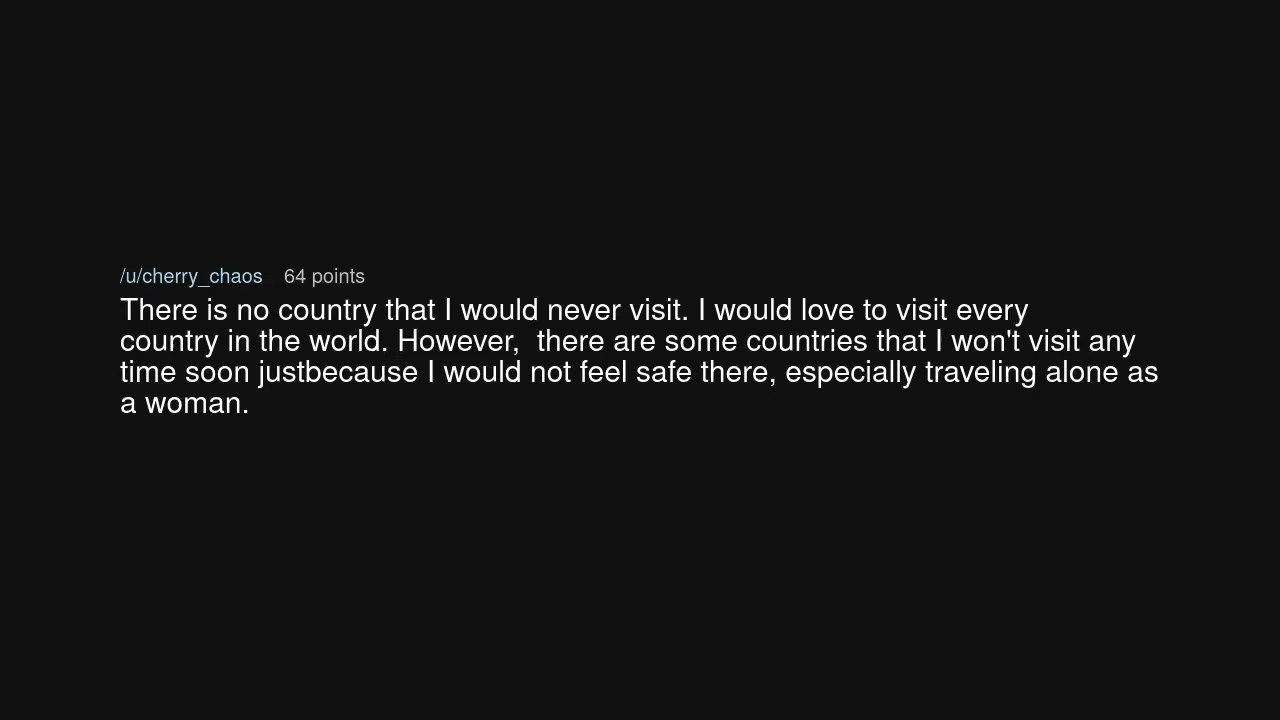 /u/cherry_chaos 64 points
There is no country that I would never visit. I would love to visit every
country in the world. However,  there are some countries that I won't visit any
time soon justbecause I would not feel safe there, especially traveling alone as
a woman.